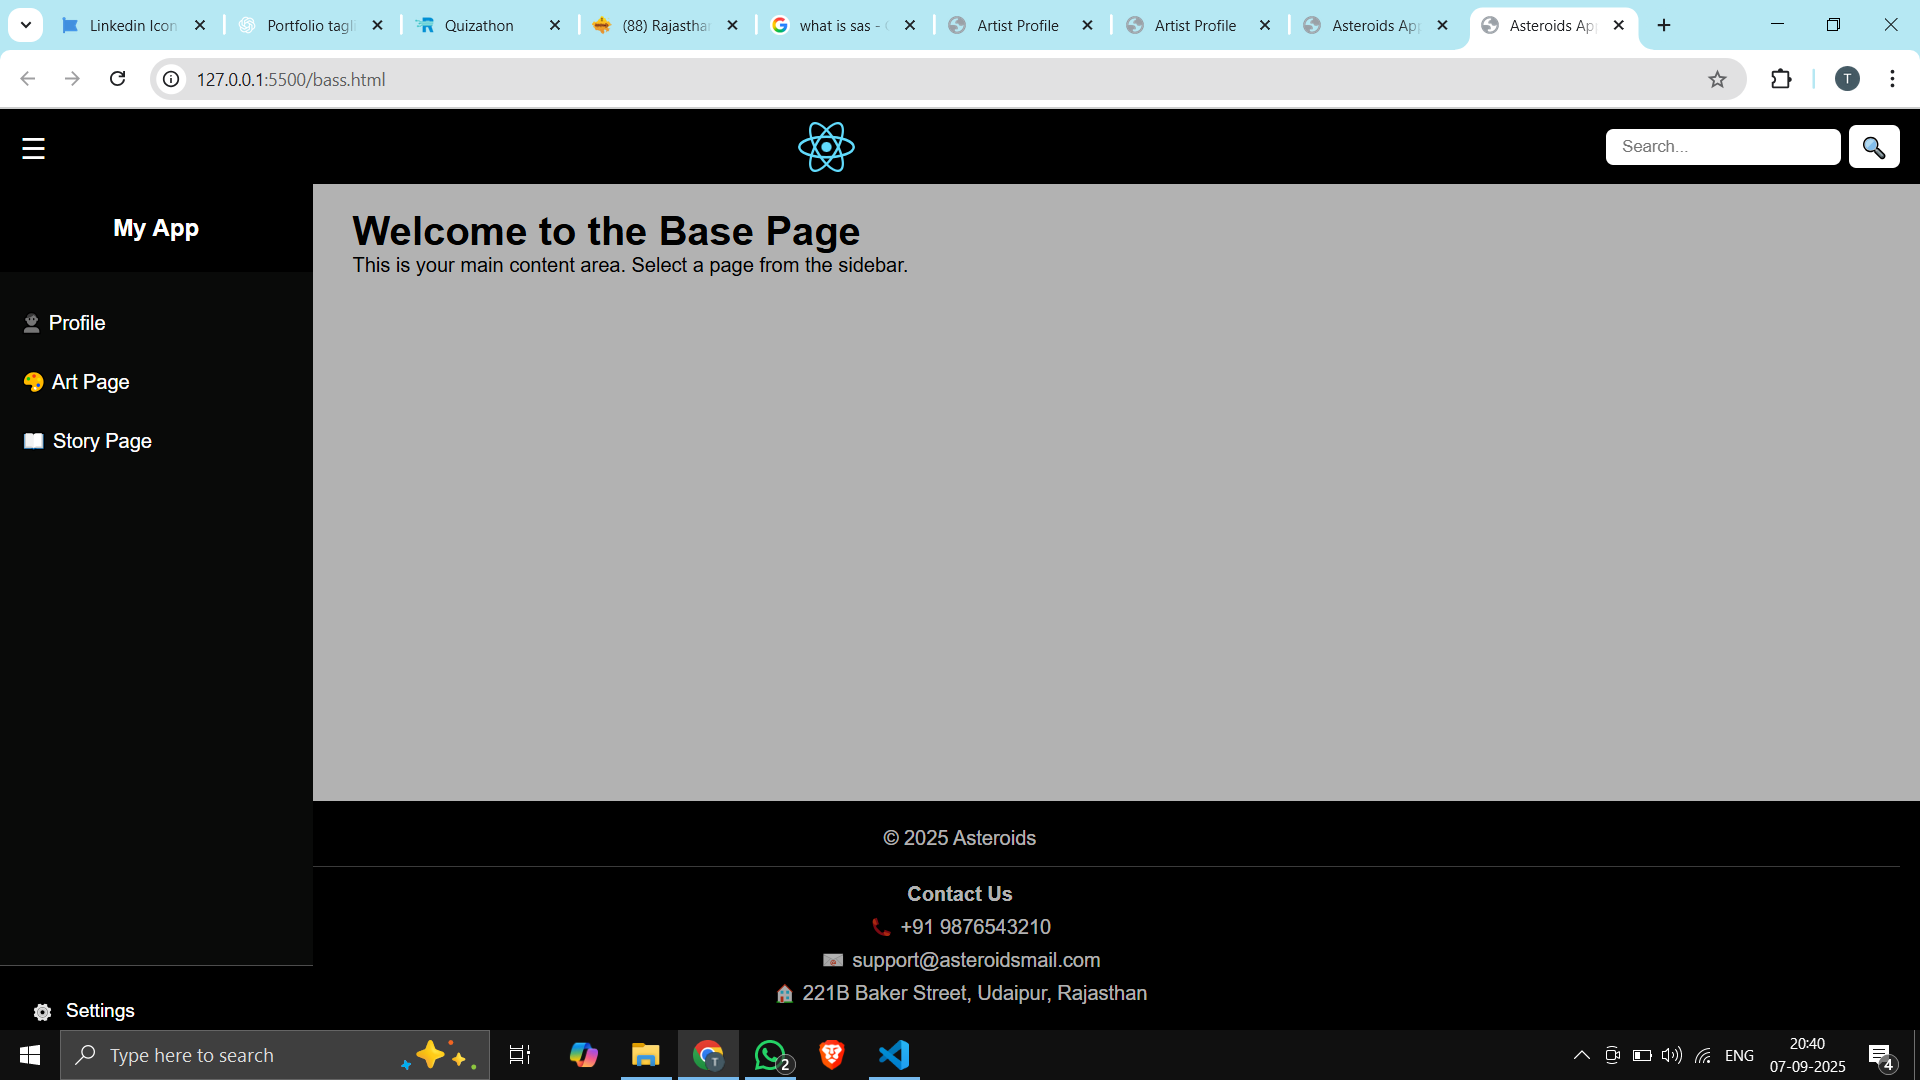 Linkedin Icon
Portfolio tagli
Quizathon
(88) Rajasthan
what is sas - G
Artist Profile
Artist Profile
Asteroids App
Asteroids App
127.0.0.1:5500/bass.html
T
☰
Search...
My App
Welcome to the Base Page
This is your main content area. Select a page from the sidebar.
Profile
Art Page
Story Page
© 2025 Asteroids
Contact Us
+91 9876543210
support@asteroidsmail.com
221B Baker Street, Udaipur, Rajasthan
Settings
Type here to search
T
2
ENG
20:40
07-09-2025
4